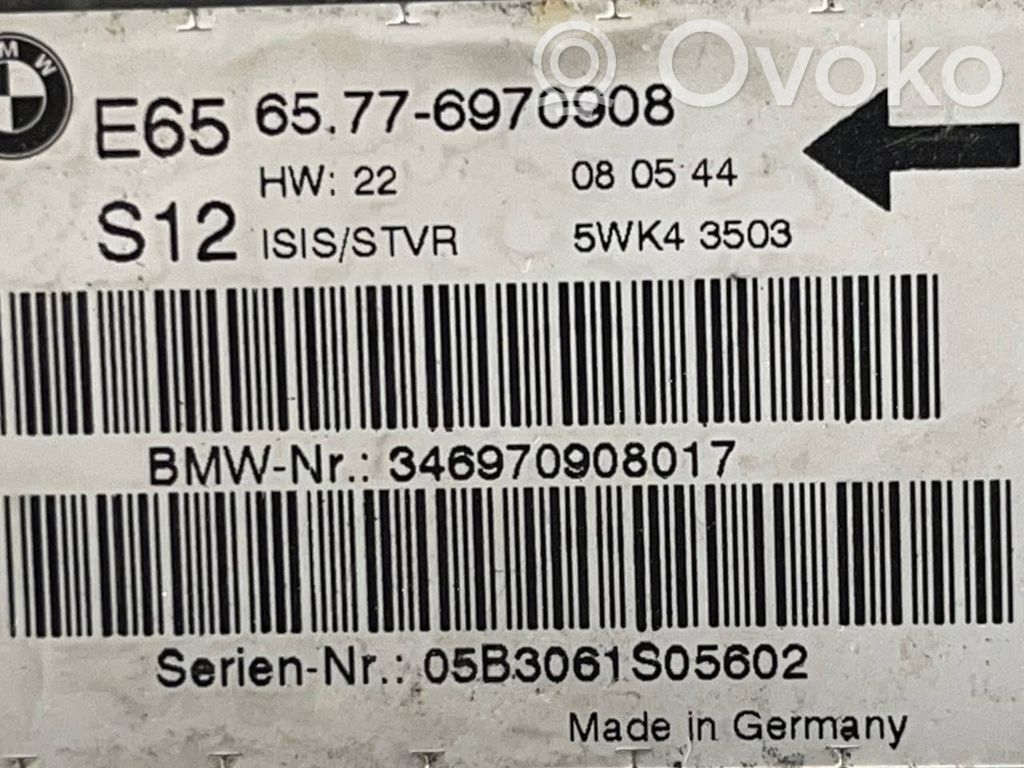 Ovoko
MW
E65 65.77-6970908
HW: 22 08 05 44
S12 ISIS/STVR 5WK4 3503
BMW-Nr.: 346970908017
Serien-Nr.: 05B3061S05602
Made in Germany